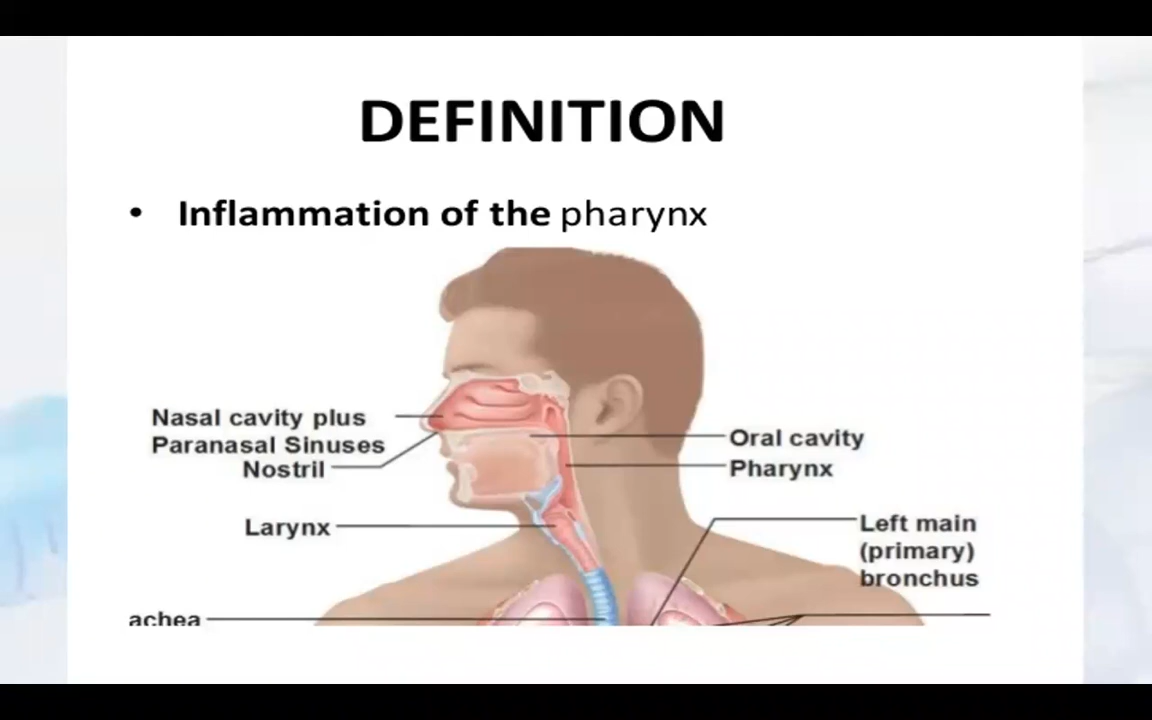 DEFINITION
• Inflammation of the pharynx
Nasal cavity plus
Paranasal Sinuses
Nostril
Larynx
achea
Oral cavity
Pharynx
Left main
(primary)
bronchus